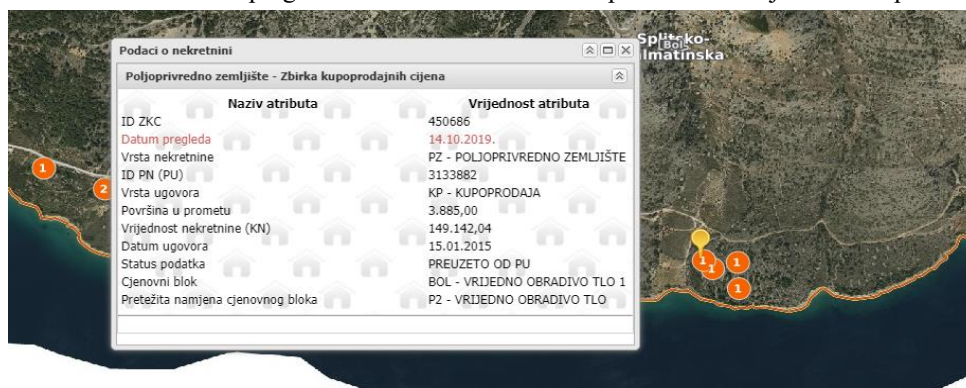 Splitsko-
Bol
lmatinska
Podaci o nekretnini
Poljoprivredno zemljište - Zbirka kupoprodajnih cijena
Naziv atributa Vrijednost atributa
ID ZKC 450686
Datum pregleda 14.10.2019.
Vrsta nekretnine PZ - POLJOPRIVREDNO ZEMLJIŠTE
ID PN (PU) 3133882
Vrsta ugovora KP - KUPOPRODAJA
Površina u prometu 3.885,00
Vrijednost nekretnine (KN) 149.142,04
Datum ugovora 15.01.2015
Status podatka PREUZETO OD PU
Cjenovni blok BOL - VRIJEDNO OBRADIVO TLO 1
Pretežita namjena cjenovnog bloka P2 - VRIJEDNO OBRADIVO TLO
1
2
1
1
1
1